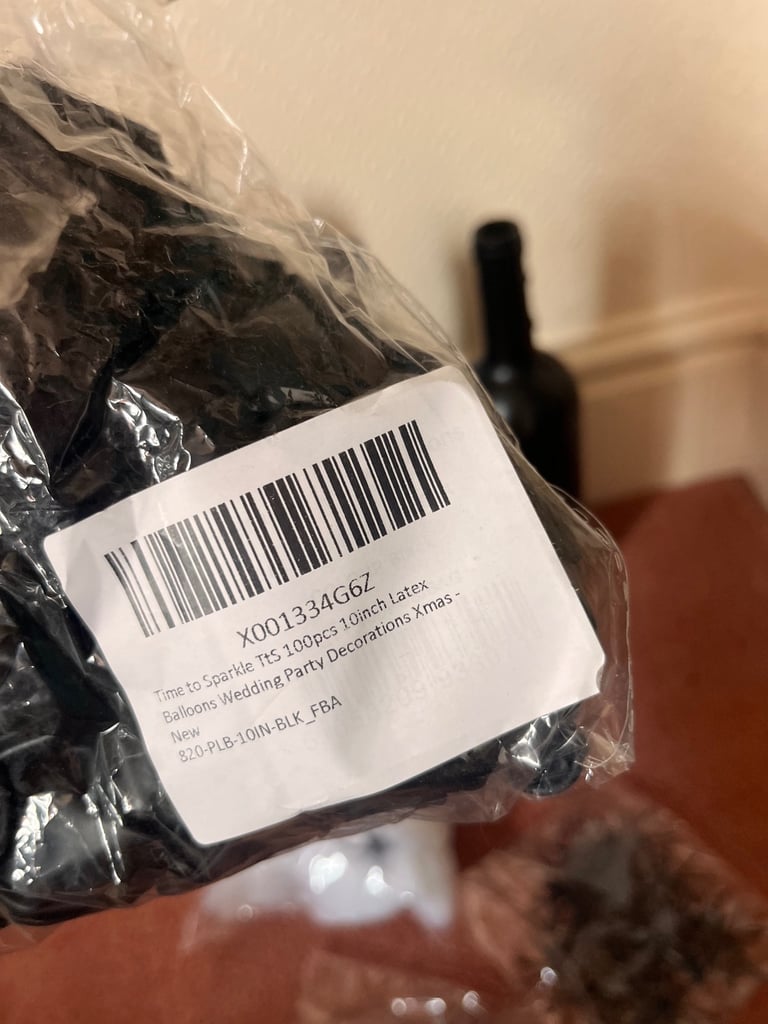 X001334G6Z
Time to Sparkle TtS 100pcs 10inch Latex
Balloons Wedding Party Decorations Xmas -
New
820-PLB-10IN-BLK_FBA